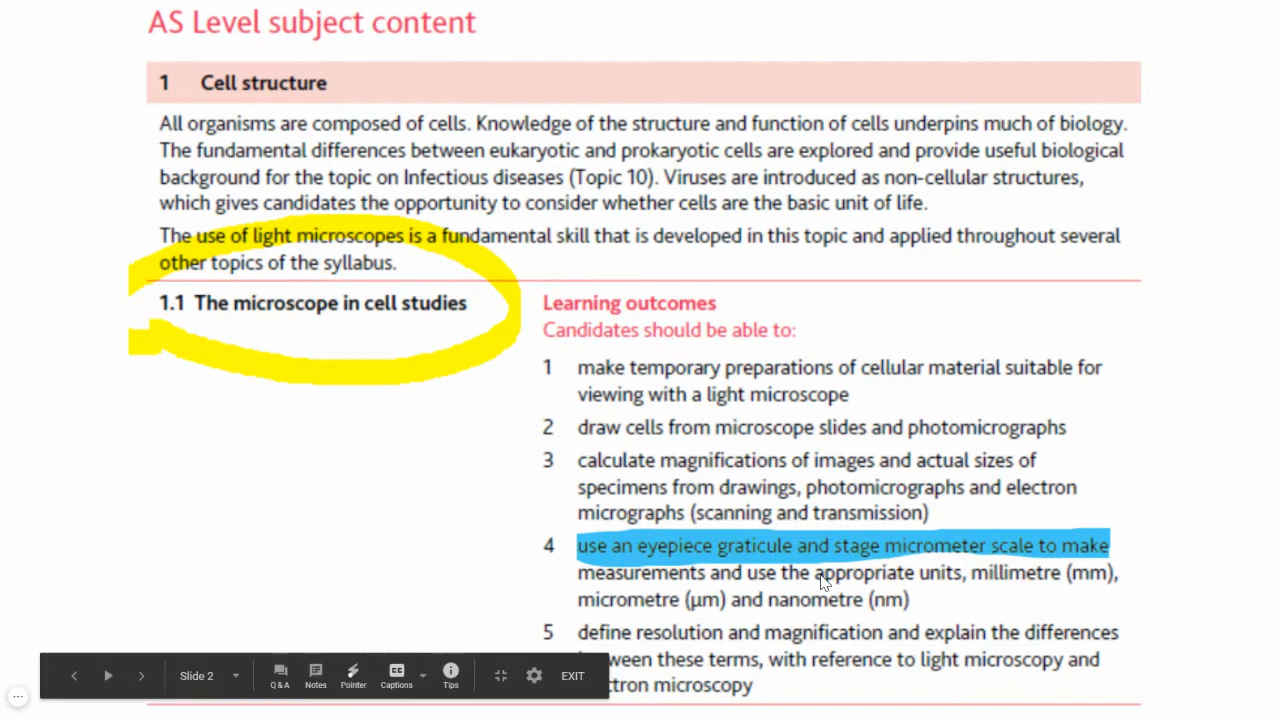 AS Level subject content
1 Cell structure
All organisms are composed of cells. Knowledge of the structure and function of cells underpins much of biology.
The fundamental differences between eukaryotic and prokaryotic cells are explored and provide useful biological
background for the topic on Infectious diseases (Topic 10). Viruses are introduced as non-cellular structures,
which gives candidates the opportunity to consider whether cells are the basic unit of life.
The use of light microscopes is a fundamental skill that is developed in this topic and applied throughout several
other topics of the syllabus.
1.1 The microscope in cell studies
Learning outcomes
Candidates should be able to:
1 make temporary preparations of cellular material suitable for
viewing with a light microscope
2 draw cells from microscope slides and photomicrographs
3 calculate magnifications of images and actual sizes of
specimens from drawings, photomicrographs and electron
micrographs (scanning and transmission)
4 use an eyepiece graticule and stage micrometer scale to make
measurements and use the appropriate units, millimetre (mm),
micrometre (µm) and nanometre (nm)
5 define resolution and magnification and explain the differences
ween these terms, with reference to light microscopy and
ctron microscopy
Slide 2
Q & A
Notes
Pointer
Captions
Tips
EXIT